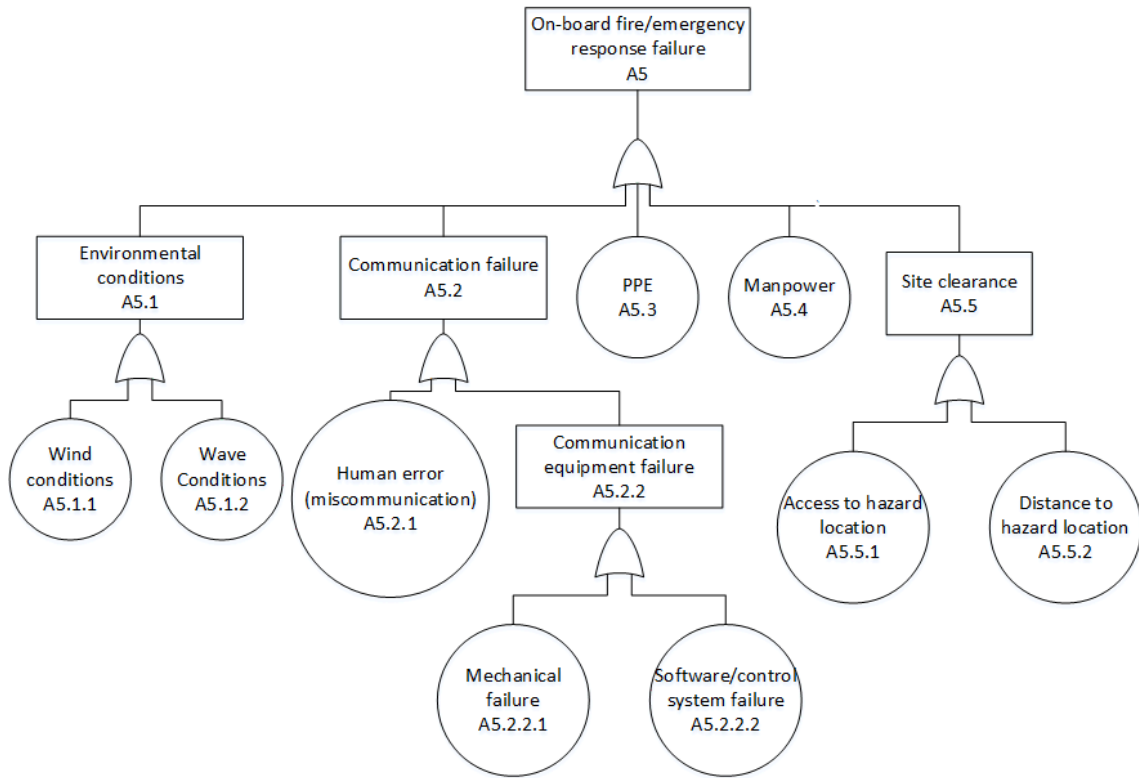 On-board fire/emergency
response failure
A5
Environmental
conditions
A5.1
Communication failure
A5.2
PPE
A5.3
Manpower
A5.4
Site clearance
A5.5
Wind
conditions
A5.1.1
Wave
Conditions
A5.1.2
Human error
(miscommunication)
A5.2.1
Communication
equipment failure
A5.2.2
Access to hazard
location
A5.5.1
Distance to
hazard location
A5.5.2
Mechanical
failure
A5.2.2.1
Software/control
system failure
A5.2.2.2